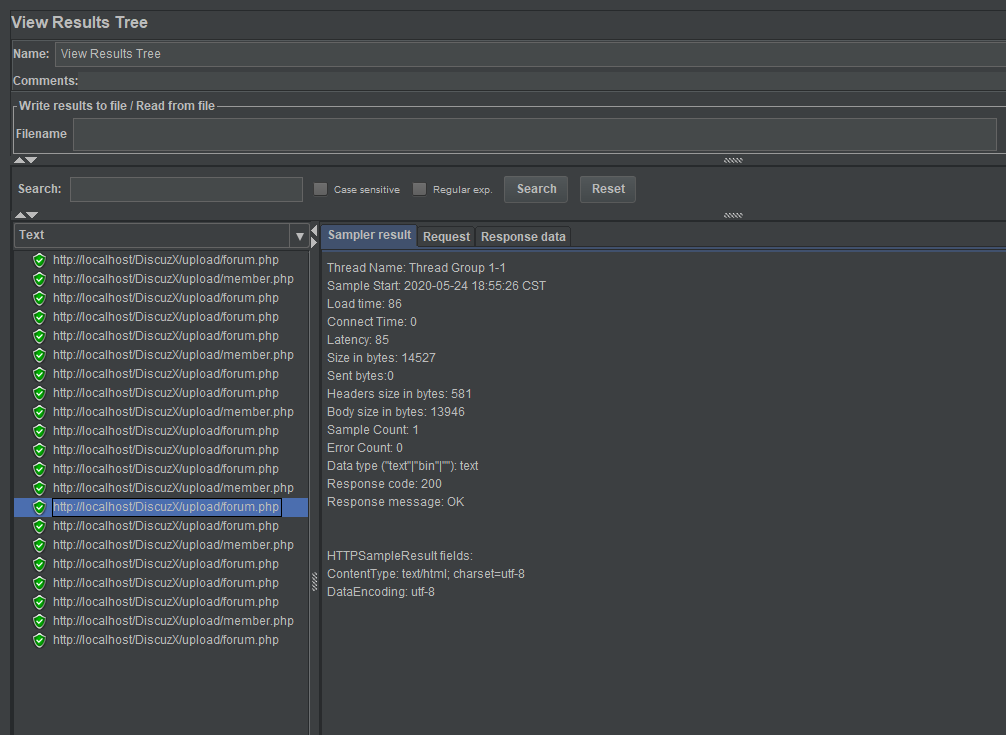 View Results Tree
Name: View Results Tree
Comments:
Write results to file / Read from file
Filename
Search: Case sensitive Regular exp. Search Reset
Text
http://localhost/DiscuzX/upload/forum.php
http://localhost/DiscuzX/upload/member.php
http://localhost/DiscuzX/upload/forum.php
http://localhost/DiscuzX/upload/forum.php
http://localhost/DiscuzX/upload/forum.php
http://localhost/DiscuzX/upload/member.php
http://localhost/DiscuzX/upload/forum.php
http://localhost/DiscuzX/upload/forum.php
http://localhost/DiscuzX/upload/member.php
http://localhost/DiscuzX/upload/forum.php
http://localhost/DiscuzX/upload/forum.php
http://localhost/DiscuzX/upload/forum.php
http://localhost/DiscuzX/upload/member.php
http://localhost/DiscuzX/upload/forum.php
http://localhost/DiscuzX/upload/forum.php
http://localhost/DiscuzX/upload/member.php
http://localhost/DiscuzX/upload/forum.php
http://localhost/DiscuzX/upload/forum.php
http://localhost/DiscuzX/upload/forum.php
http://localhost/DiscuzX/upload/member.php
http://localhost/DiscuzX/upload/forum.php
Sampler result Request Response data
Thread Name: Thread Group 1-1
Sample Start: 2020-05-24 18:55:26 CST
Load time: 86
Connect Time: 0
Latency: 85
Size in bytes: 14527
Sent bytes:0
Headers size in bytes: 581
Body size in bytes: 13946
Sample Count: 1
Error Count: 0
Data type ("text"|"bin"|""): text
Response code: 200
Response message: OK
HTTPSampleResult fields:
ContentType: text/html; charset=utf-8
DataEncoding: utf-8